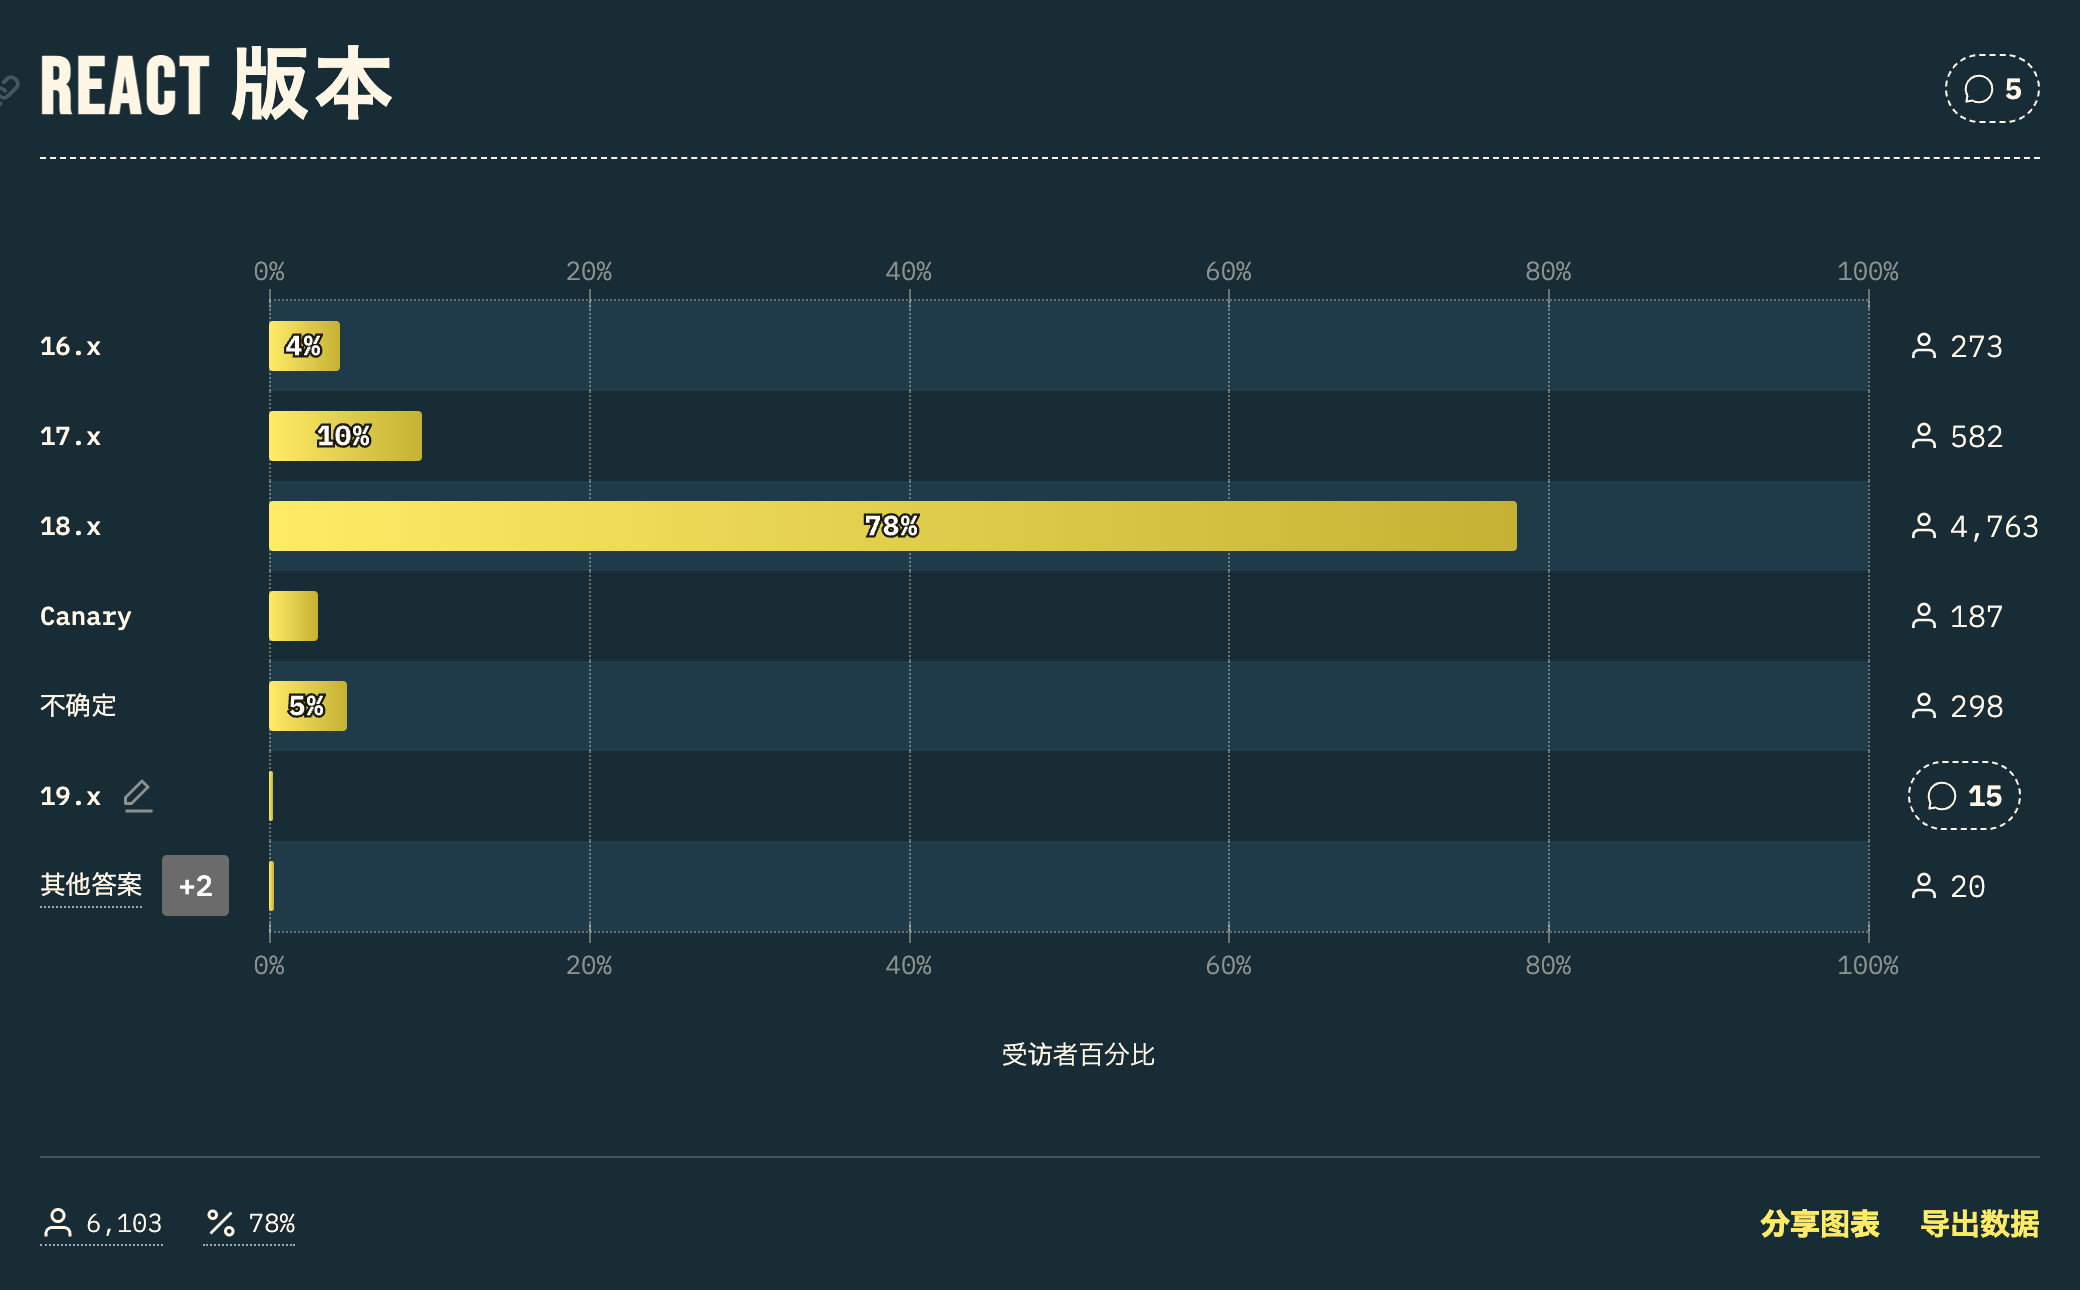 REACT 版本
5
0% 20% 40% 60% 80% 100%
16.x 4% 273
17.x 10% 582
18.x 78% 4,763
Canary 187
不确定 5% 298
19.x 15
其他答案 +2 20
0% 20% 40% 60% 80% 100%
受访者百分比
6,103 78% 分享图表 导出数据